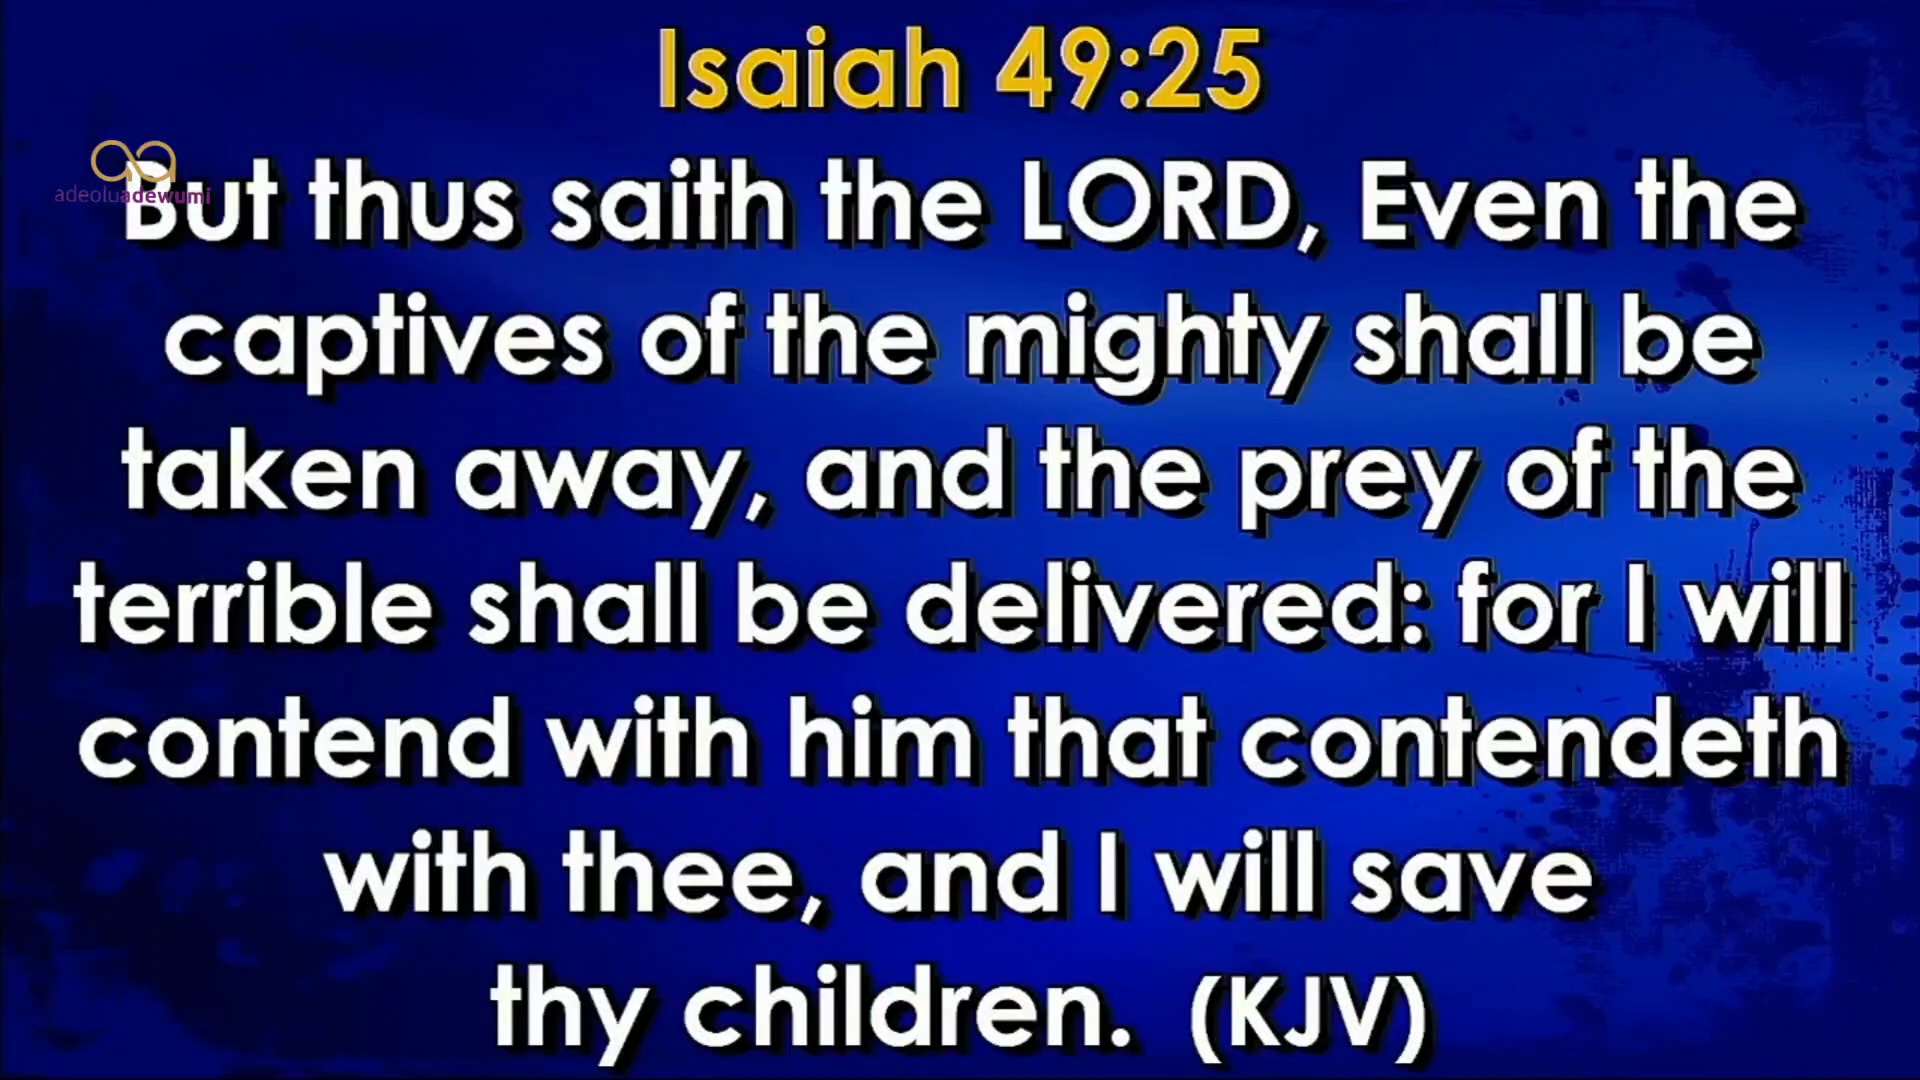 Isaiah 49:25
adeoluadewumi
But thus saith the LORD, Even the
captives of the mighty shall be
taken away, and the prey of the
terrible shall be delivered: for I will
contend with him that contendeth
with thee, and I will save
thy children. (KJV)